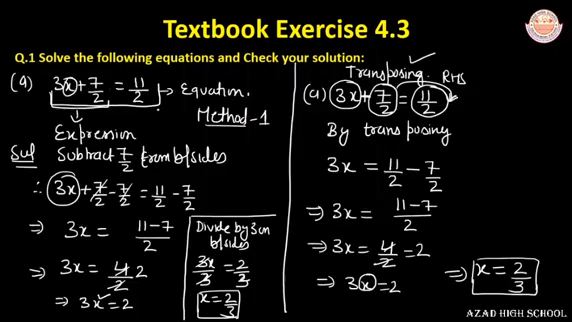 Textbook Exercise 4.3
Q.1 Solve the following equations and Check your solution:
(a) 3x + 7/2 = 11/2 → Equation.
Method-1
Expression
Sol Subtract 7/2 from b/sides
∴ 3x + 7/2 - 7/2 = 11/2 - 7/2
⇒ 3x = 11-7/2
⇒ 3x = 4/2 2
⇒ 3x = 2
Divide by 3 on
b/sides
3x/3 = 2/3
x = 2/3
Transposing. RHS
(a) 3x + 7/2 = 11/2
By transposing
3x = 11/2 - 7/2
⇒ 3x = 11-7/2
⇒ 3x = 4/2 = 2
⇒ 3x = 2
⇒ x = 2/3
AZAD HIGH SCHOOL